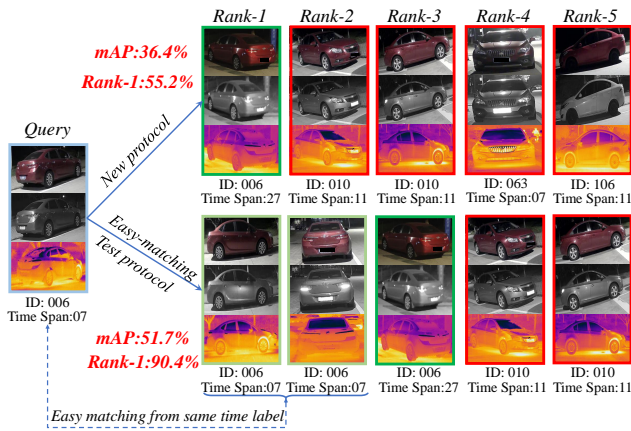 Rank-1 Rank-2 Rank-3 Rank-4 Rank-5
mAP:36.4%
Rank-1:55.2%
Query
New protocol
ID: 006
Time Span:27
ID: 010
Time Span:11
ID: 010
Time Span:11
ID: 063
Time Span:07
ID: 106
Time Span:11
Easy-matching
Test protocol
ID: 006
Time Span:07
mAP:51.7%
Rank-1:90.4%
ID: 006
Time Span:07
ID: 006
Time Span:07
ID: 006
Time Span:27
ID: 010
Time Span:11
ID: 010
Time Span:11
Easy matching from same time label